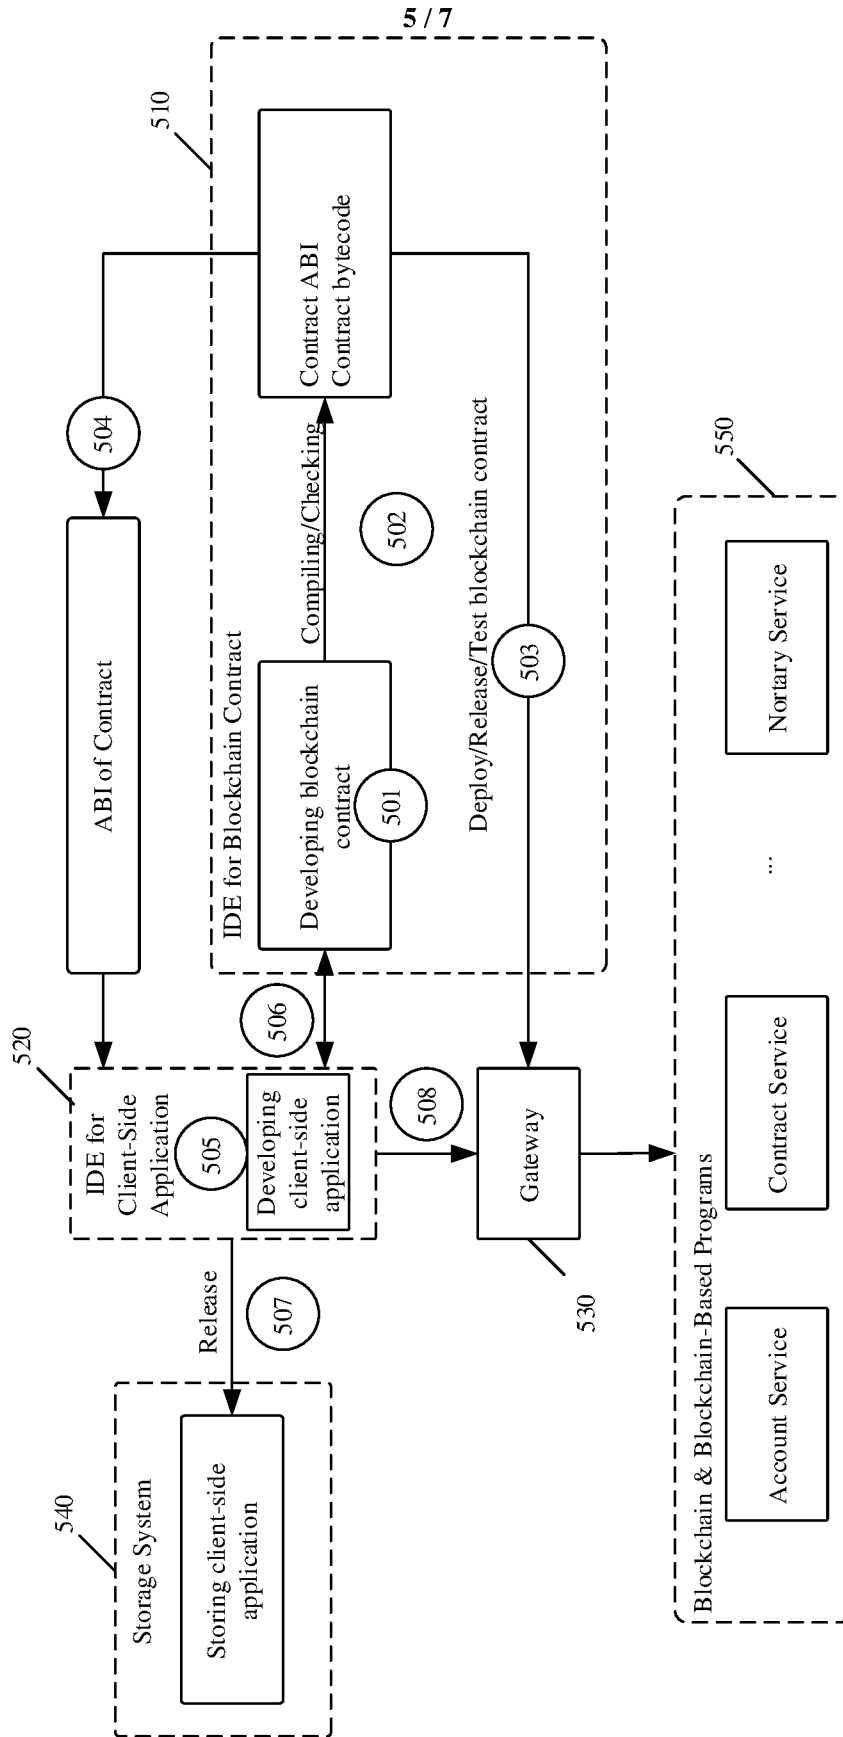 5 / 7
540
Storage System
Storing client-side
application
Release
507
520
IDE for
Client-Side
Application
505
Developing
client-side
application
506
508
ABI of Contract
504
510
IDE for Blockchain Contract
Developing blockchain
contract
501
Compiling/Checking
502
Contract ABI
Contract bytecode
Deploy/Release/Test blockchain contract
503
Gateway
530
550
Blockchain & Blockchain-Based Programs
Account Service
Contract Service
...
Nortary Service